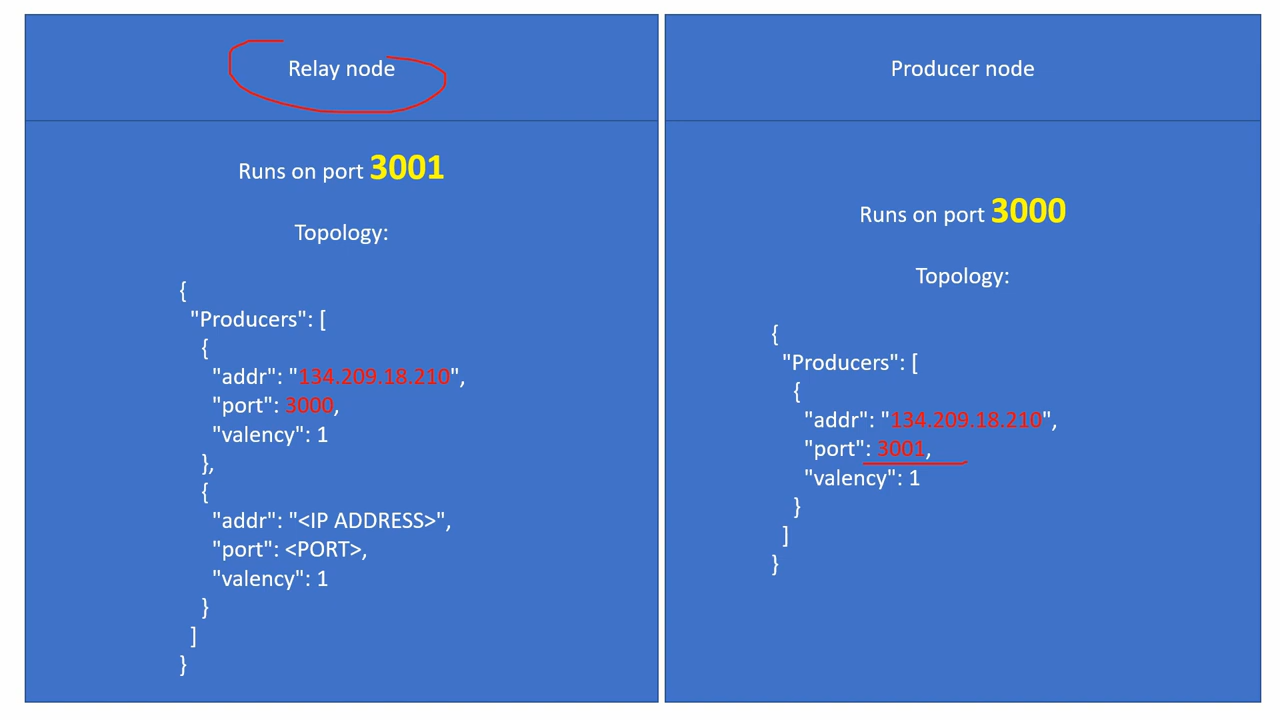 Relay node
Runs on port 3001
Topology:
{
"Producers": [
{
"addr": "134.209.18.210",
"port": 3000,
"valency": 1
},
{
"addr": "<IP ADDRESS>",
"port": <PORT>,
"valency": 1
}
]
}
Producer node
Runs on port 3000
Topology:
{
"Producers": [
{
"addr": "134.209.18.210",
"port": 3001,
"valency": 1
}
]
}